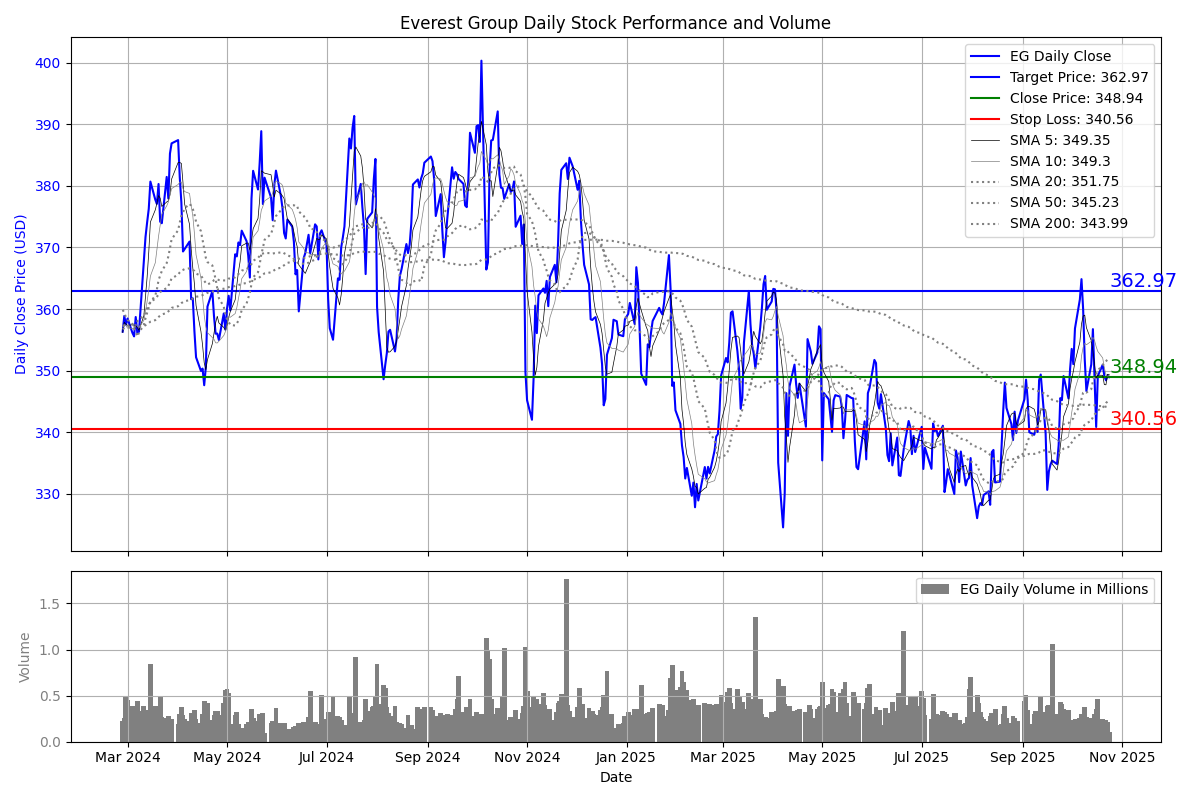 Everest Group Daily Stock Performance and Volume
Daily Close Price (USD)
400
390
380
370
360
350
340
330
EG Daily Close
Target Price: 362.97
Close Price: 348.94
Stop Loss: 340.56
SMA 5: 349.35
SMA 10: 349.3
SMA 20: 351.75
SMA 50: 345.23
SMA 200: 343.99
362.97
348.94
340.56
Volume
1.5
1.0
0.5
0.0
EG Daily Volume in Millions
Mar 2024
May 2024
Jul 2024
Sep 2024
Nov 2024
Jan 2025
Mar 2025
May 2025
Jul 2025
Sep 2025
Nov 2025
Date